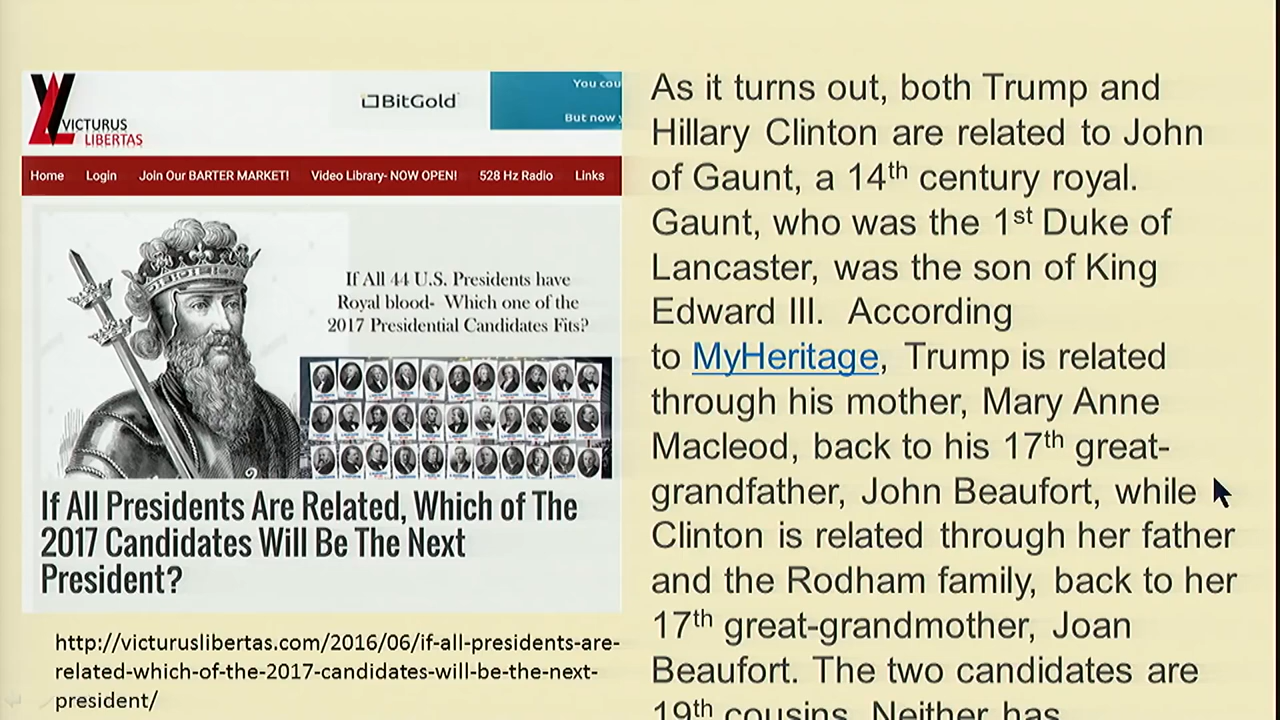 VICTURUS
LIBERTAS
BitGold
You cou
But now y
Home Login Join Our BARTER MARKET! Video Library- NOW OPEN! 528 Hz Radio Links
If All 44 U.S. Presidents have
Royal blood- Which one of the
2017 Presidential Candidates Fits?
If All Presidents Are Related, Which of The
2017 Candidates Will Be The Next
President?
http://victuruslibertas.com/2016/06/if-all-presidents-are-
related-which-of-the-2017-candidates-will-be-the-next-
president/
As it turns out, both Trump and
Hillary Clinton are related to John
of Gaunt, a 14th century royal.
Gaunt, who was the 1st Duke of
Lancaster, was the son of King
Edward III. According
to MyHeritage, Trump is related
through his mother, Mary Anne
Macleod, back to his 17th great-
grandfather, John Beaufort, while
Clinton is related through her father
and the Rodham family, back to her
17th great-grandmother, Joan
Beaufort. The two candidates are
19th cousins. Neither has